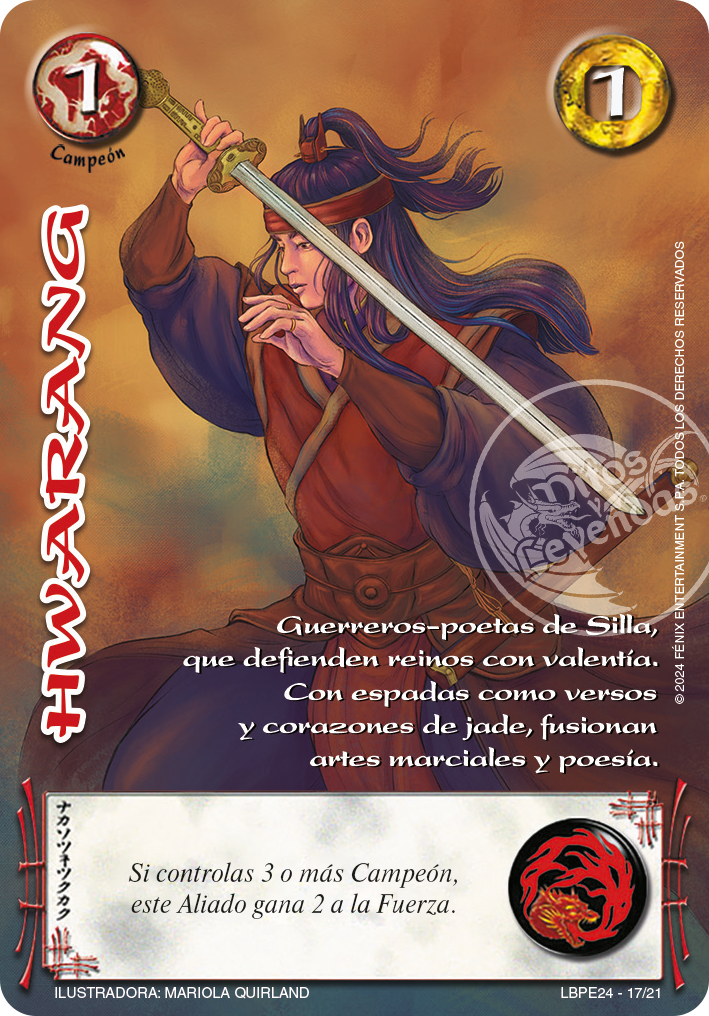 1
Campeón
1
HWARANG
© 2024 FÉNIX ENTERTAINMENT S.P.A. TODOS LOS DERECHOS RESERVADOS
Mitos
y
Leyendas®
Guerreros-poetas de Silla,
que defienden reinos con valentía.
Con espadas como versos
y corazones de jade, fusionan
artes marciales y poesía.
ナカソツネツクカク
Si controlas 3 o más Campeón,
este Aliado gana 2 a la Fuerza.
ILUSTRADORA: MARIOLA QUIRLAND
LBPE24 - 17/21